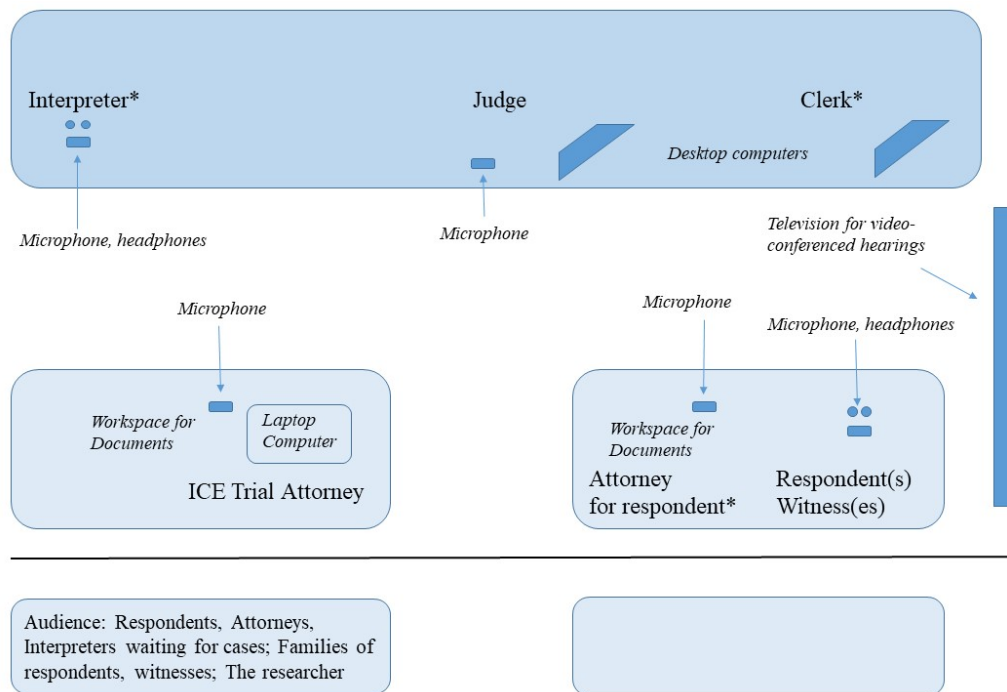 Interpreter*
Judge
Clerk*
Desktop computers
Microphone, headphones
Microphone
Television for video-
conferenced hearings
Microphone
Microphone
Microphone, headphones
Workspace for
Documents
Laptop
Computer
ICE Trial Attorney
Workspace for
Documents
Attorney
for respondent*
Respondent(s)
Witness(es)
Audience: Respondents, Attorneys,
Interpreters waiting for cases; Families of
respondents, witnesses; The researcher